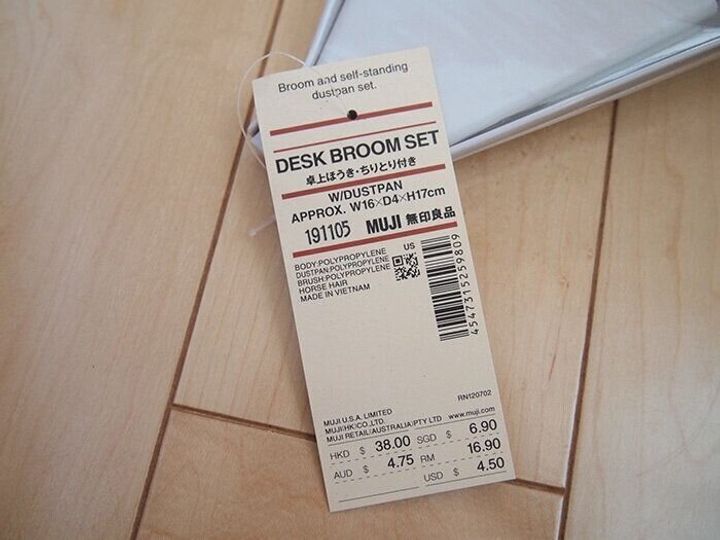 Broom and self-standing
dustpan set.
DESK BROOM SET
卓上ほうき・ちりとり付き
W/DUSTPAN
APPROX. W16×D4×H17cm
191105 MUJI 無印良品
BODY:POLYPROPYLENE
DUSTPAN:POLYPROPYLENE
BRUSH:POLYPROPYLENE
HORSE HAIR
MADE IN VIETNAM
US
4547315259809
RN120702
MUJI U.S.A. LIMITED
MUJI(HK)CO.,LTD.
MUJI RETAIL(AUSTRALIA)PTY LTD www.muji.com
HKD $ 38.00 SGD $ 6.90
AUD $ 4.75 RM 16.90
USD $ 4.50